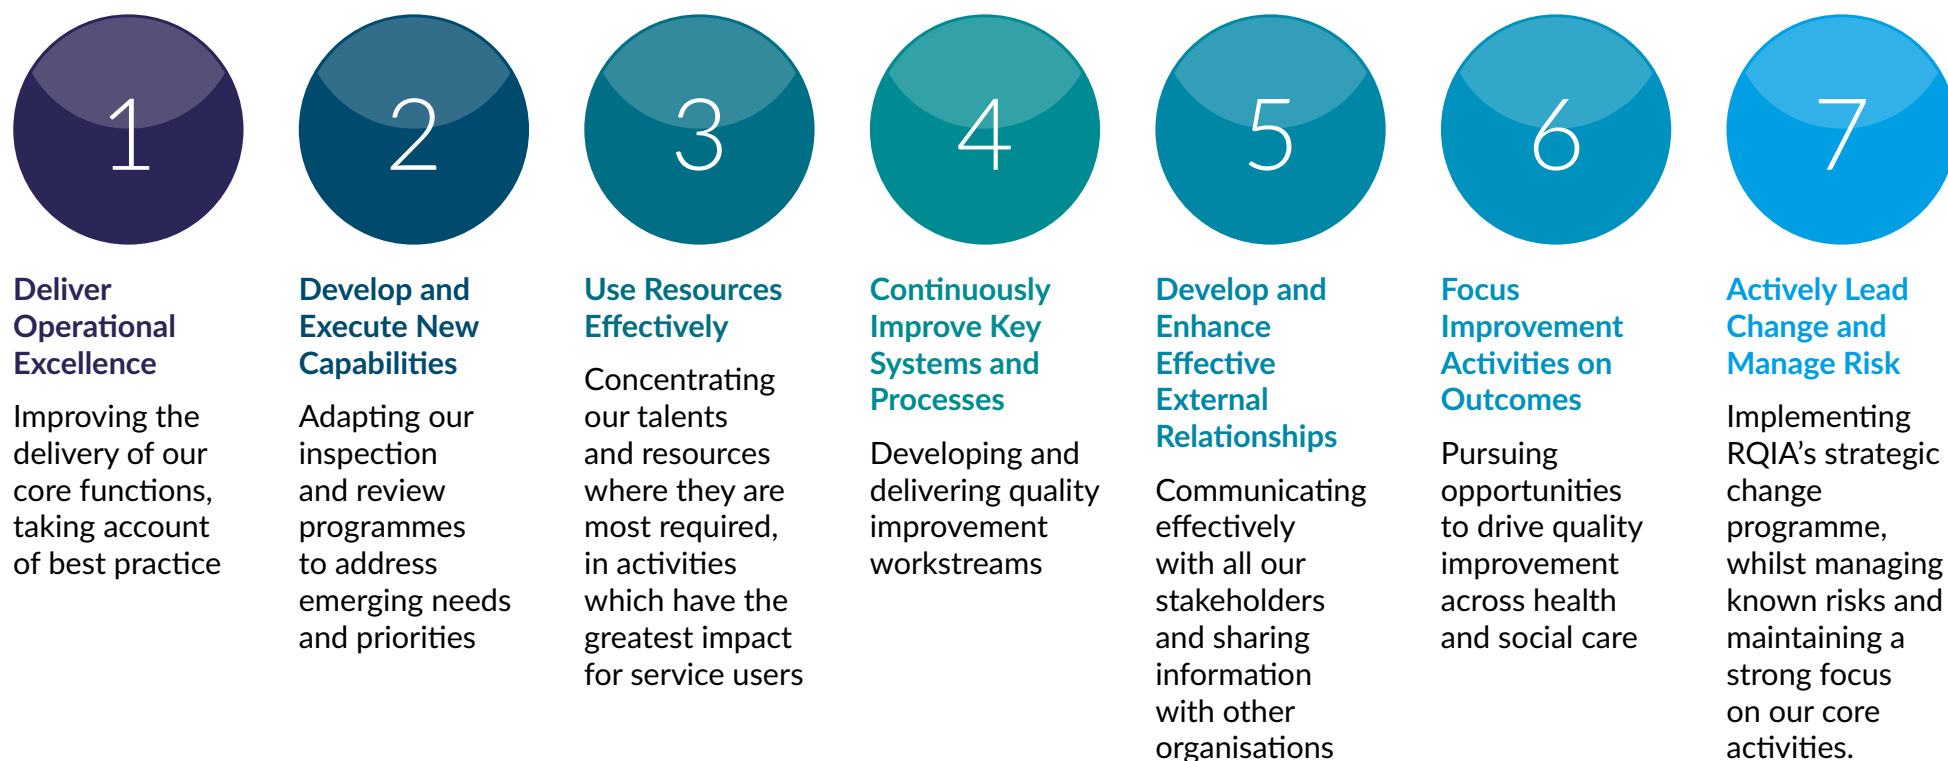 1
Deliver
Operational
Excellence
Improving the
delivery of our
core functions,
taking account
of best practice
2
Develop and
Execute New
Capabilities
Adapting our
inspection
and review
programmes
to address
emerging needs
and priorities
3
Use Resources
Effectively
Concentrating
our talents
and resources
where they are
most required,
in activities
which have the
greatest impact
for service users
4
Continuously
Improve Key
Systems and
Processes
Developing and
delivering quality
improvement
workstreams
5
Develop and
Enhance
Effective
External
Relationships
Communicating
effectively
with all our
stakeholders
and sharing
information
with other
organisations
6
Focus
Improvement
Activities on
Outcomes
Pursuing
opportunities
to drive quality
improvement
across health
and social care
7
Actively Lead
Change and
Manage Risk
Implementing
RQIA’s strategic
change
programme,
whilst managing
known risks and
maintaining a
strong focus
on our core
activities.